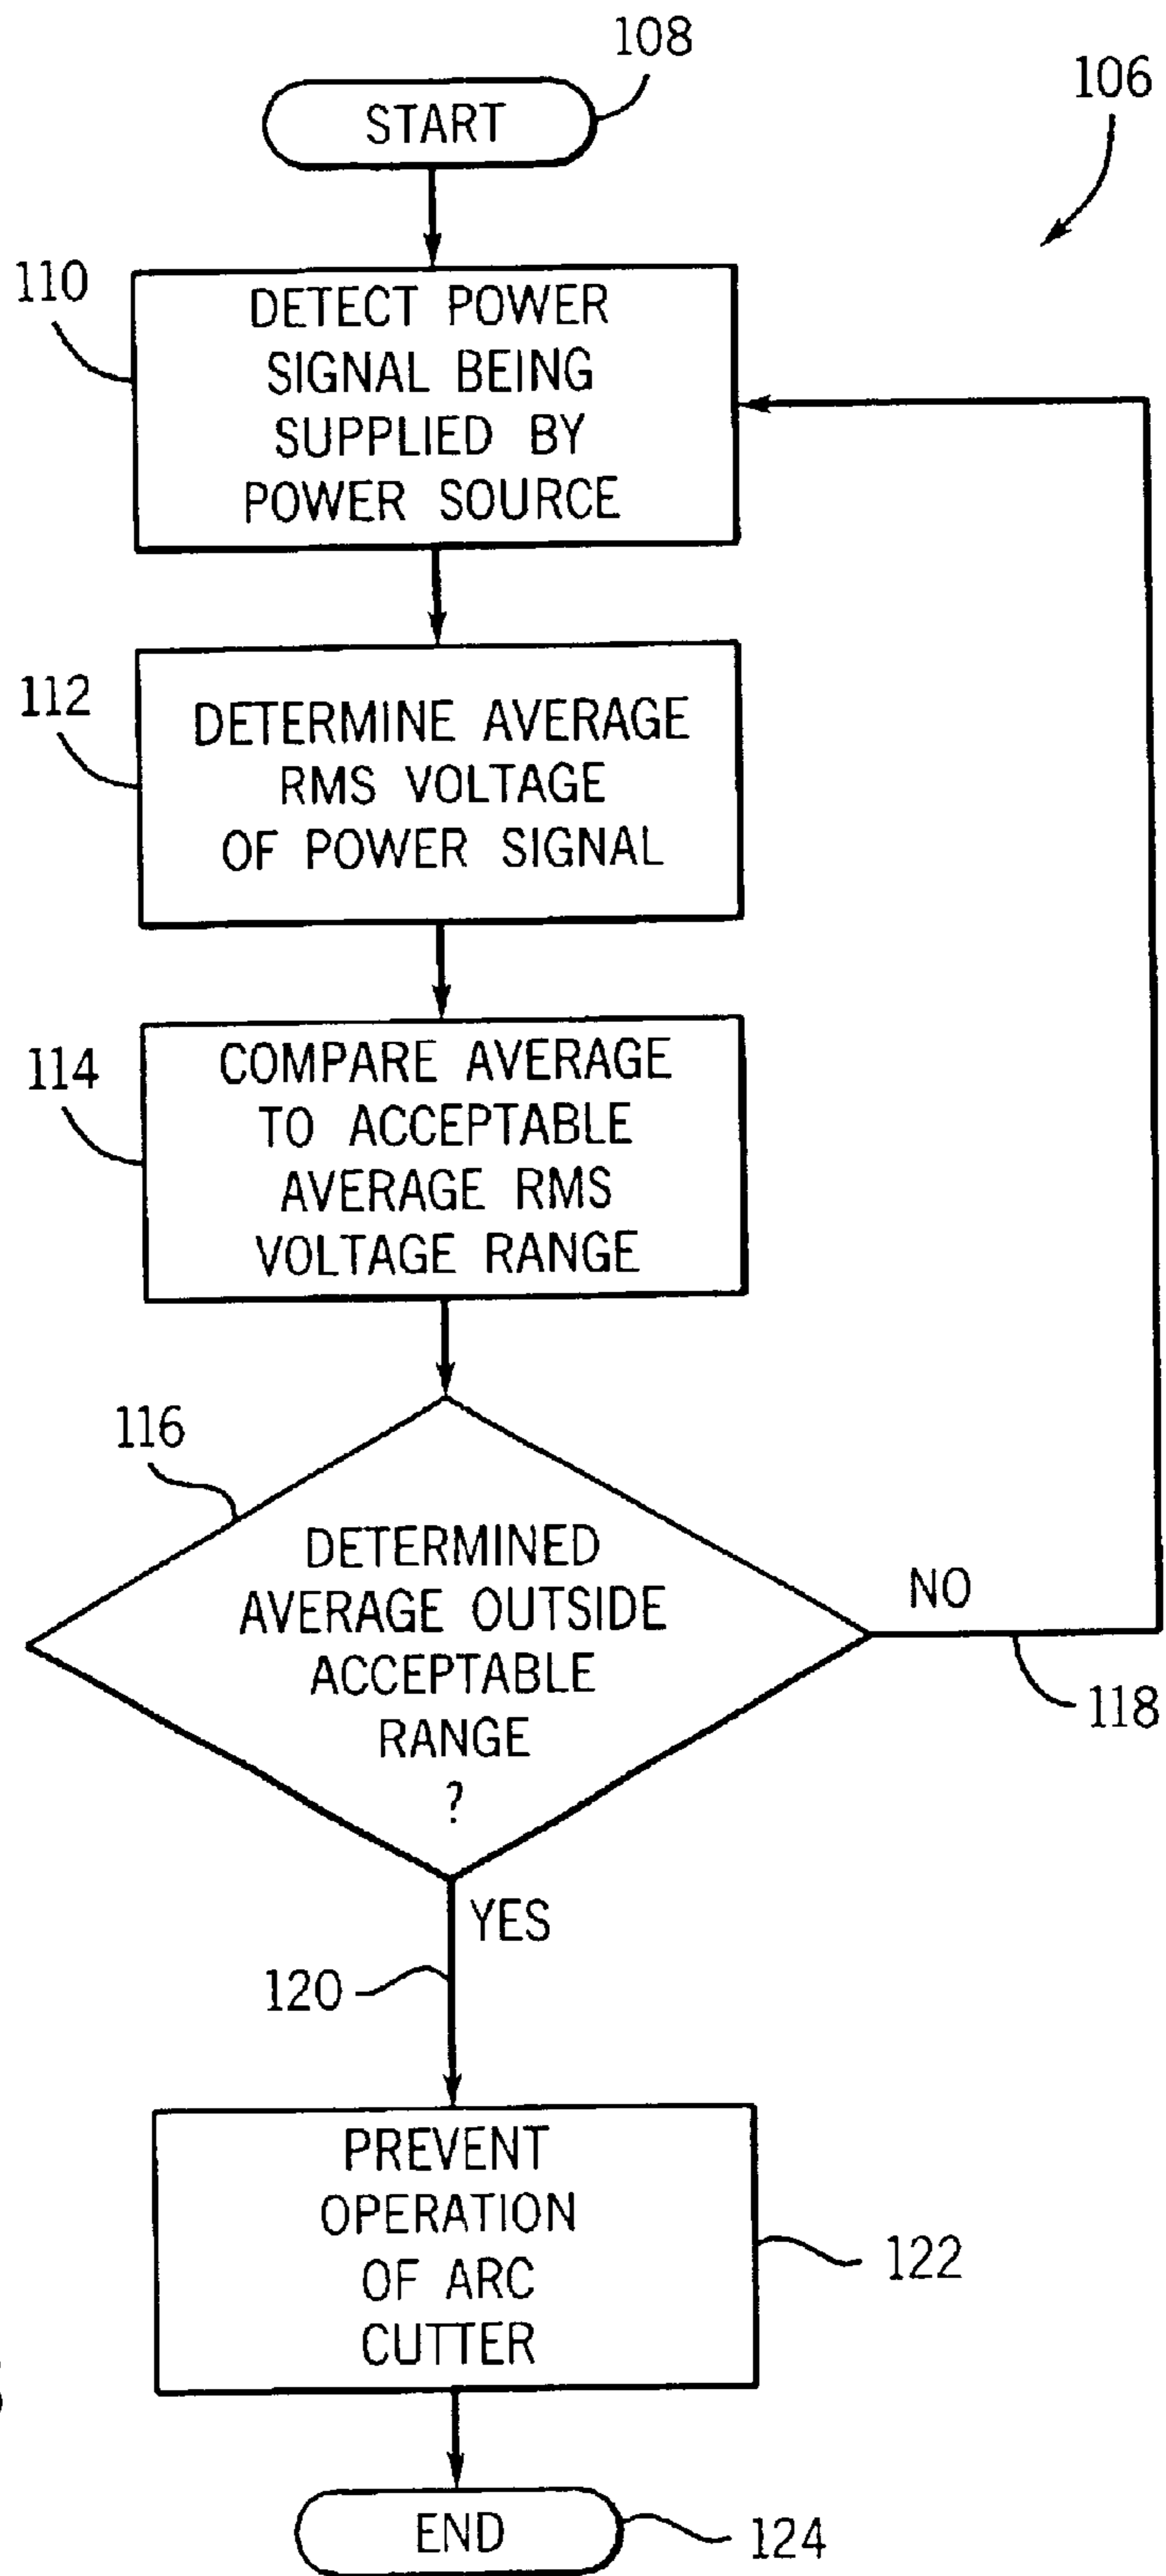 108
START
106
110
DETECT POWER
SIGNAL BEING
SUPPLIED BY
POWER SOURCE
112
DETERMINE AVERAGE
RMS VOLTAGE
OF POWER SIGNAL
114
COMPARE AVERAGE
TO ACCEPTABLE
AVERAGE RMS
VOLTAGE RANGE
116
DETERMINED
AVERAGE OUTSIDE
ACCEPTABLE
RANGE
?
NO
118
YES
120
PREVENT
OPERATION
OF ARC
CUTTER
122
END
124